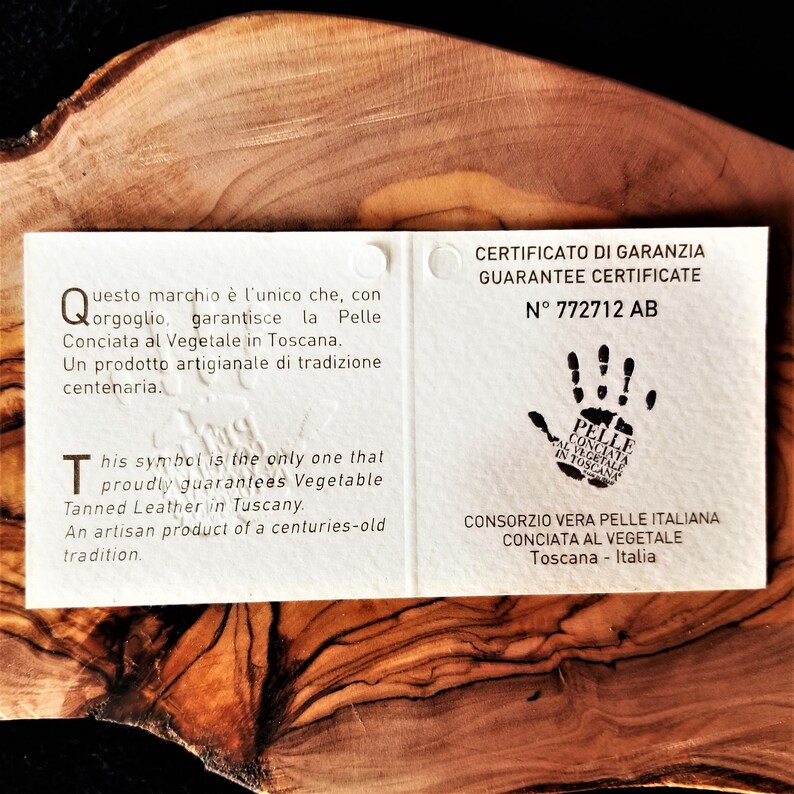 Questo marchio è l'unico che, con
orgoglio, garantisce la Pelle
Conciata al Vegetale in Toscana.
Un prodotto artigianale di tradizione
centenaria.
This symbol is the only one that
proudly guarantees Vegetable
Tanned Leather in Tuscany.
An artisan product of a centuries-old
tradition.
CERTIFICATO DI GARANZIA
GUARANTEE CERTIFICATE
N° 772712 AB
PELLE
CONCIATA
AL VEGETALE
IN TOSCANA
CONSORZIO VERA PELLE ITALIANA
CONCIATA AL VEGETALE
Toscana - Italia